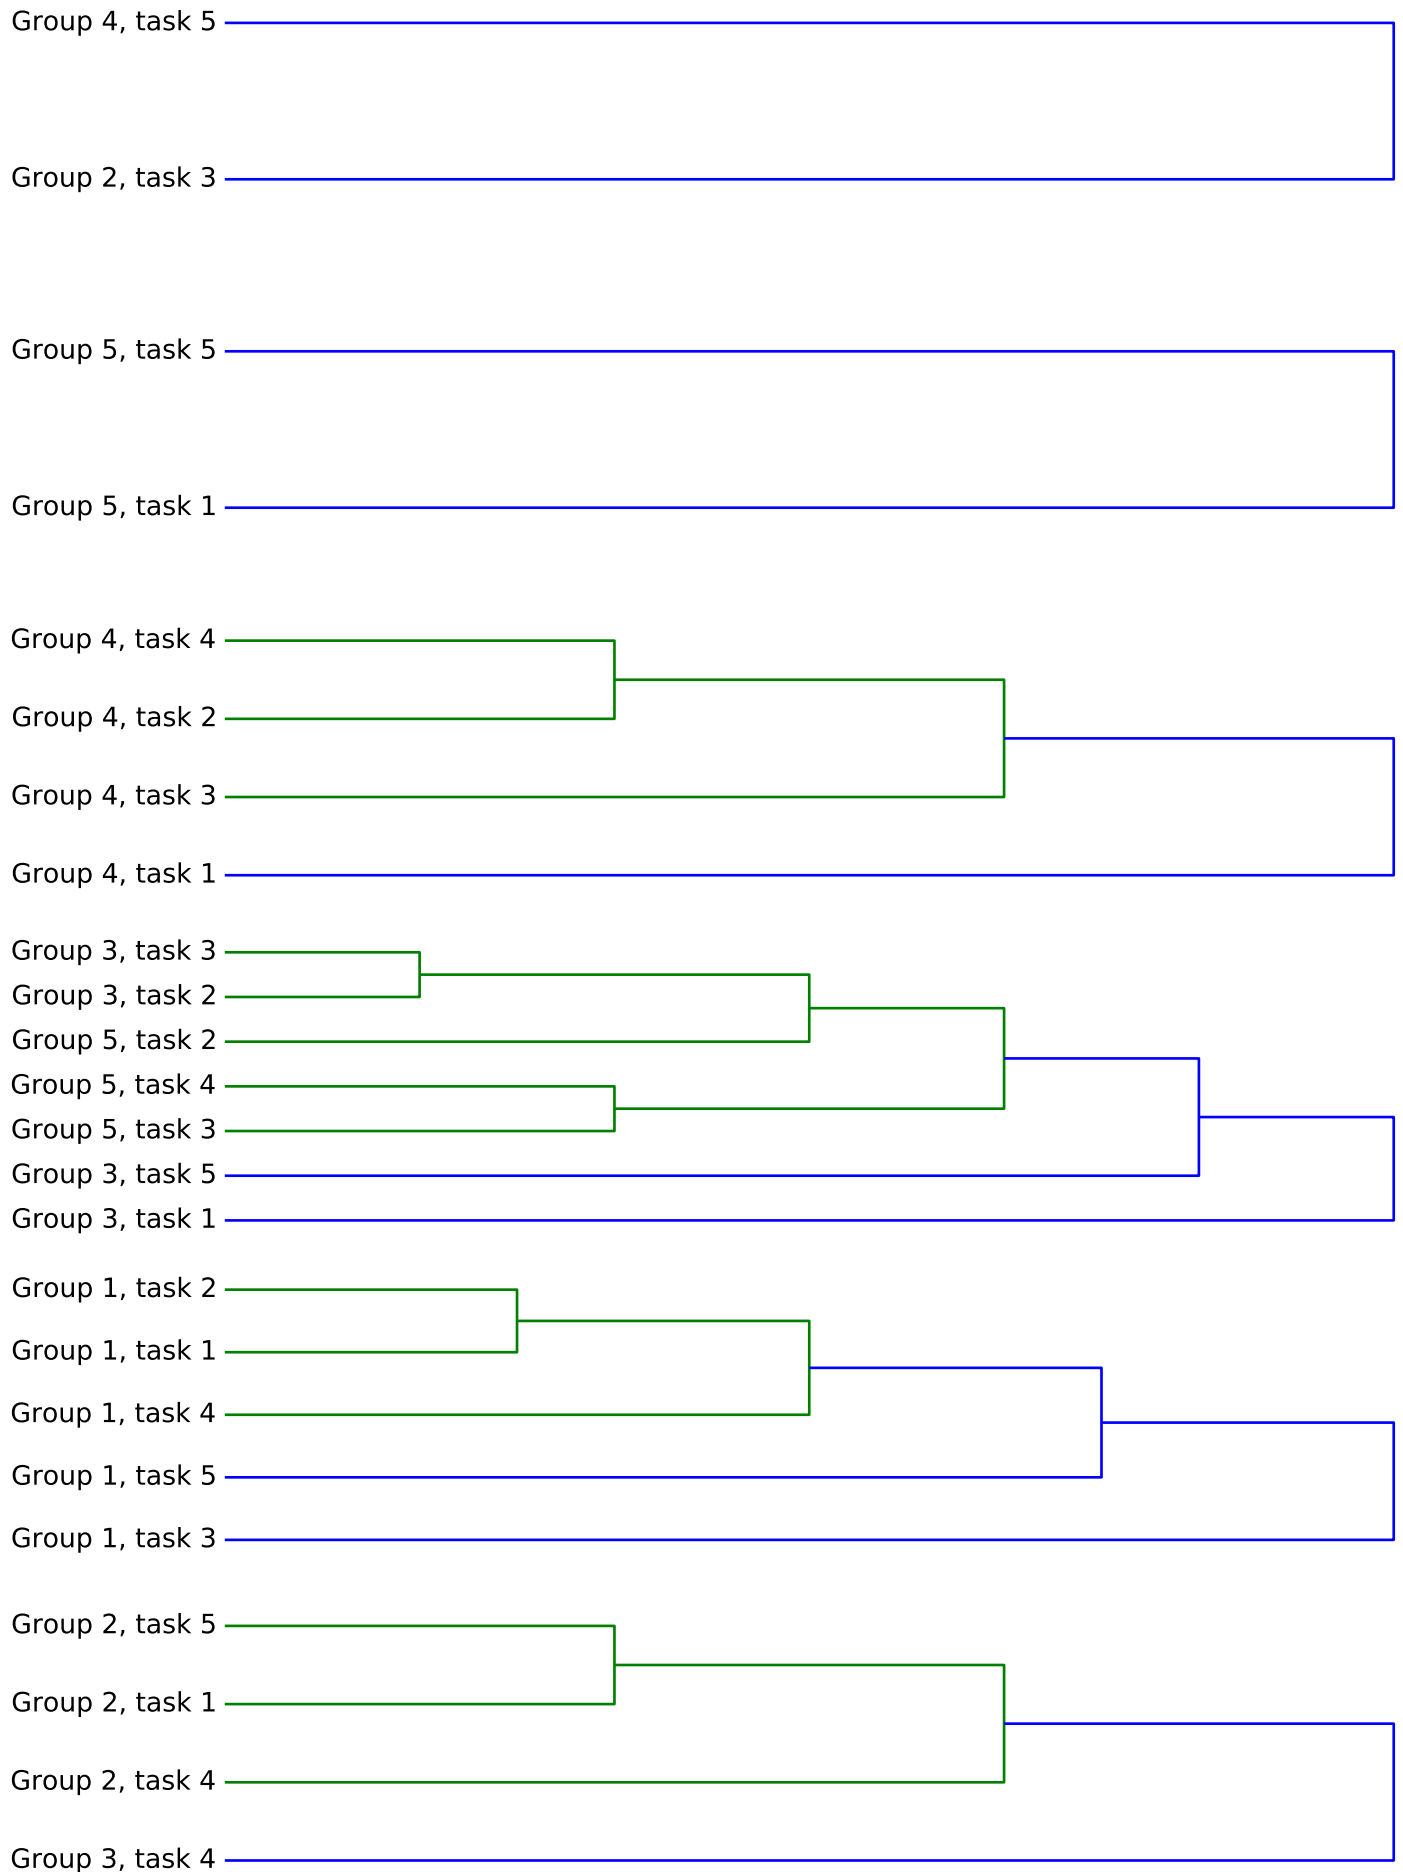 Group 4, task 5
Group 2, task 3
Group 5, task 5
Group 5, task 1
Group 4, task 4
Group 4, task 2
Group 4, task 3
Group 4, task 1
Group 3, task 3
Group 3, task 2
Group 5, task 2
Group 5, task 4
Group 5, task 3
Group 3, task 5
Group 3, task 1
Group 1, task 2
Group 1, task 1
Group 1, task 4
Group 1, task 5
Group 1, task 3
Group 2, task 5
Group 2, task 1
Group 2, task 4
Group 3, task 4